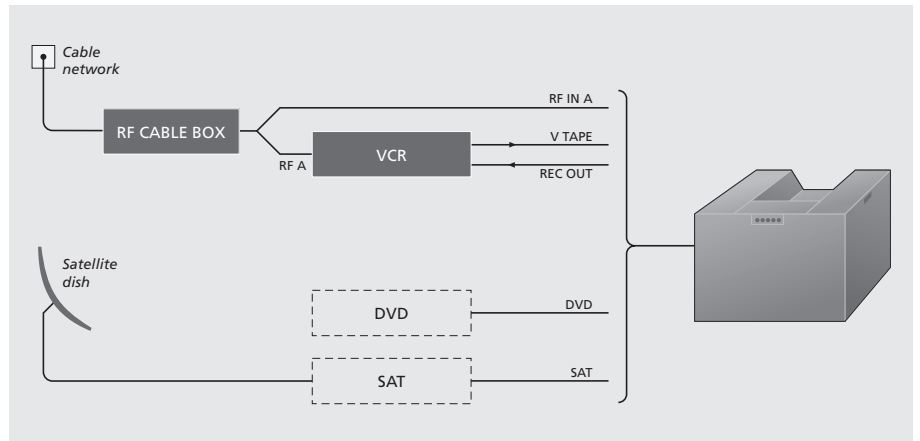 Cable
network
RF CABLE BOX
RF IN A
RF A
VCR
V TAPE
REC OUT
Satellite
dish
DVD
DVD
SAT
SAT